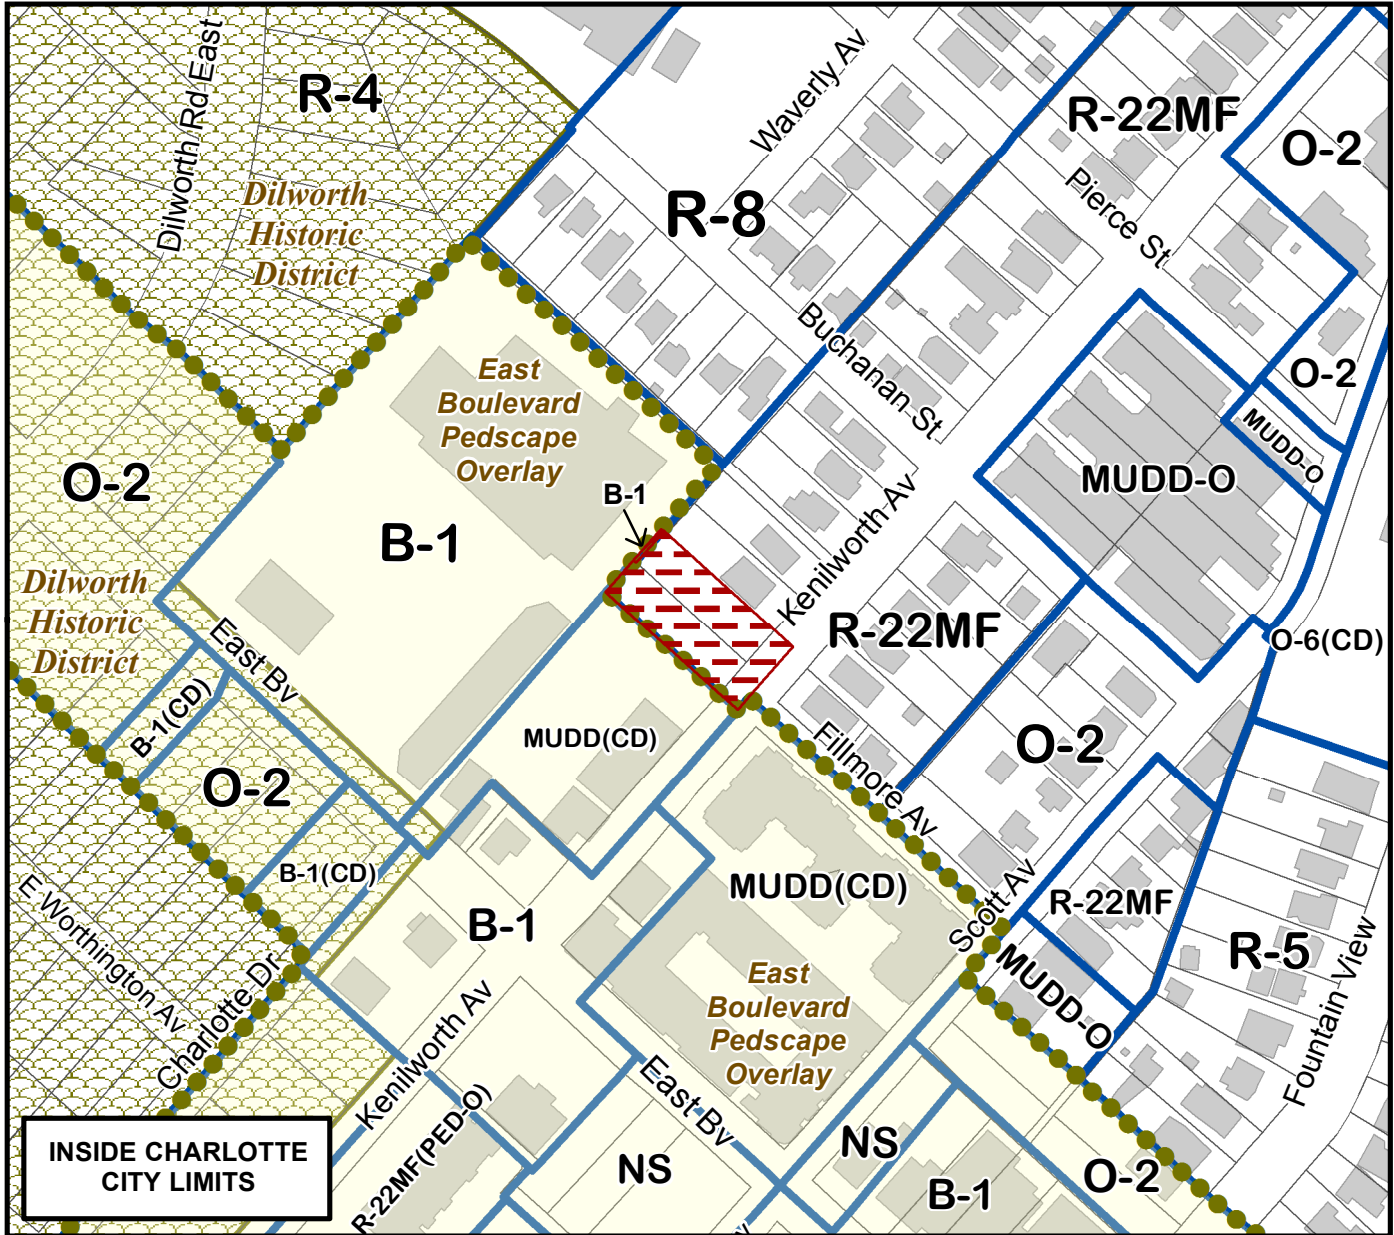 R-4
Dilworth Rd East
Dilworth
Historic
District
Waverly Av
R-8
R-22MF
O-2
Pierce St
Buchanan St
O-2
MUDD-O
MUDD-O
East
Boulevard
Pedscape
Overlay
B-1
O-2
B-1
Kenilworth Av
R-22MF
O-6(CD)
Dilworth
Historic
District
East Bv
B-1(CD)
MUDD(CD)
O-2
Fillmore Av
O-2
B-1(CD)
MUDD(CD)
R-22MF
Scott Av
B-1
R-5
MUDD-O
E Worthington Av
Charlotte Dr
East
Boulevard
Pedscape
Overlay
Fountain View
Kenilworth Av
East Bv
R-22MF(PED-O)
NS
NS
B-1
O-2
INSIDE CHARLOTTE
CITY LIMITS